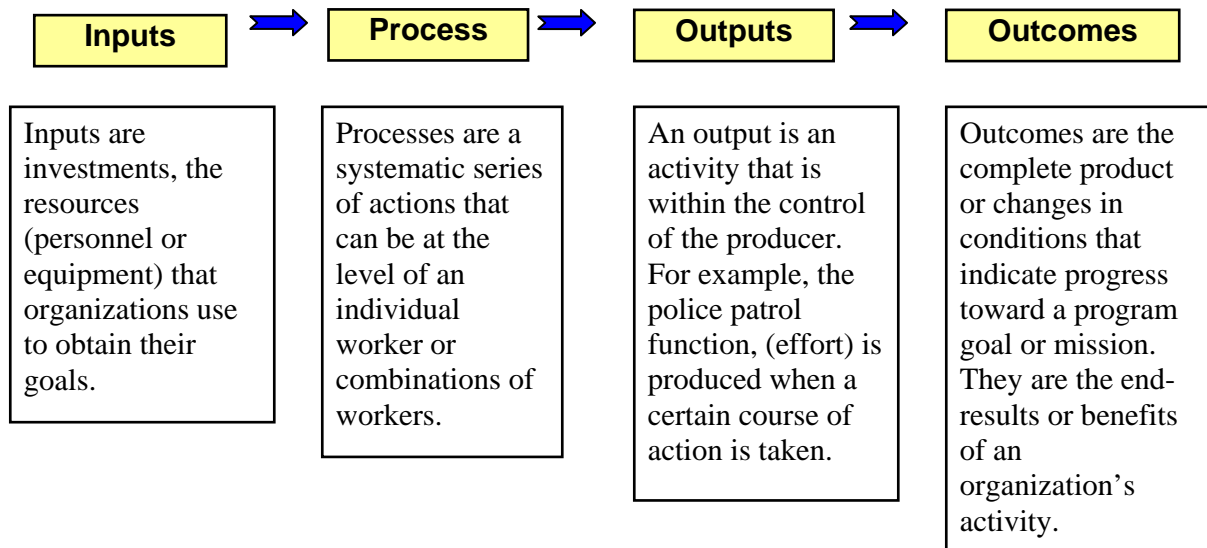 Inputs
Process
Outputs
Outcomes
Inputs are
investments, the
resources
(personnel or
equipment) that
organizations use
to obtain their
goals.
Processes are a
systematic series
of actions that
can be at the
level of an
individual
worker or
combinations of
workers.
An output is an
activity that is
within the control
of the producer.
For example, the
police patrol
function, (effort) is
produced when a
certain course of
action is taken.
Outcomes are the
complete product
or changes in
conditions that
indicate progress
toward a program
goal or mission.
They are the end-
results or benefits
of an
organization’s
activity.